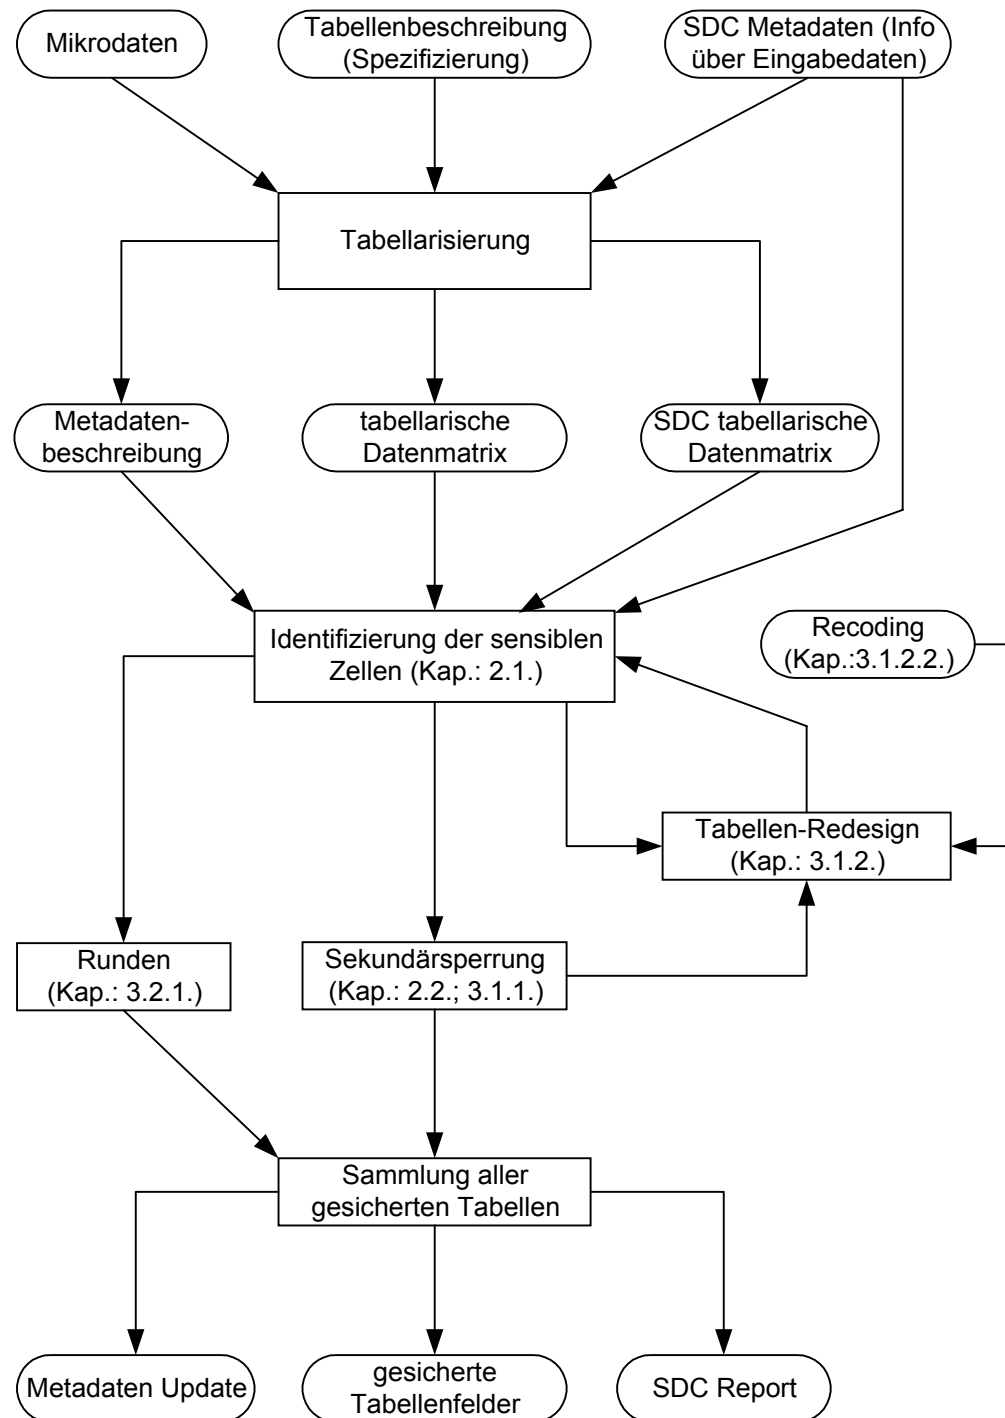 Mikrodaten
Tabellenbeschreibung
(Spezifizierung)
SDC Metadaten (Info
über Eingabedaten)
Tabellarisierung
Metadaten-
beschreibung
tabellarische
Datenmatrix
SDC tabellarische
Datenmatrix
Identifizierung der sensiblen
Zellen (Kap.: 2.1.)
Recoding
(Kap.:3.1.2.2.)
Tabellen-Redesign
(Kap.: 3.1.2.)
Runden
(Kap.: 3.2.1.)
Sekundärsperrung
(Kap.: 2.2.; 3.1.1.)
Sammlung aller
gesicherten Tabellen
Metadaten Update
gesicherte
Tabellenfelder
SDC Report